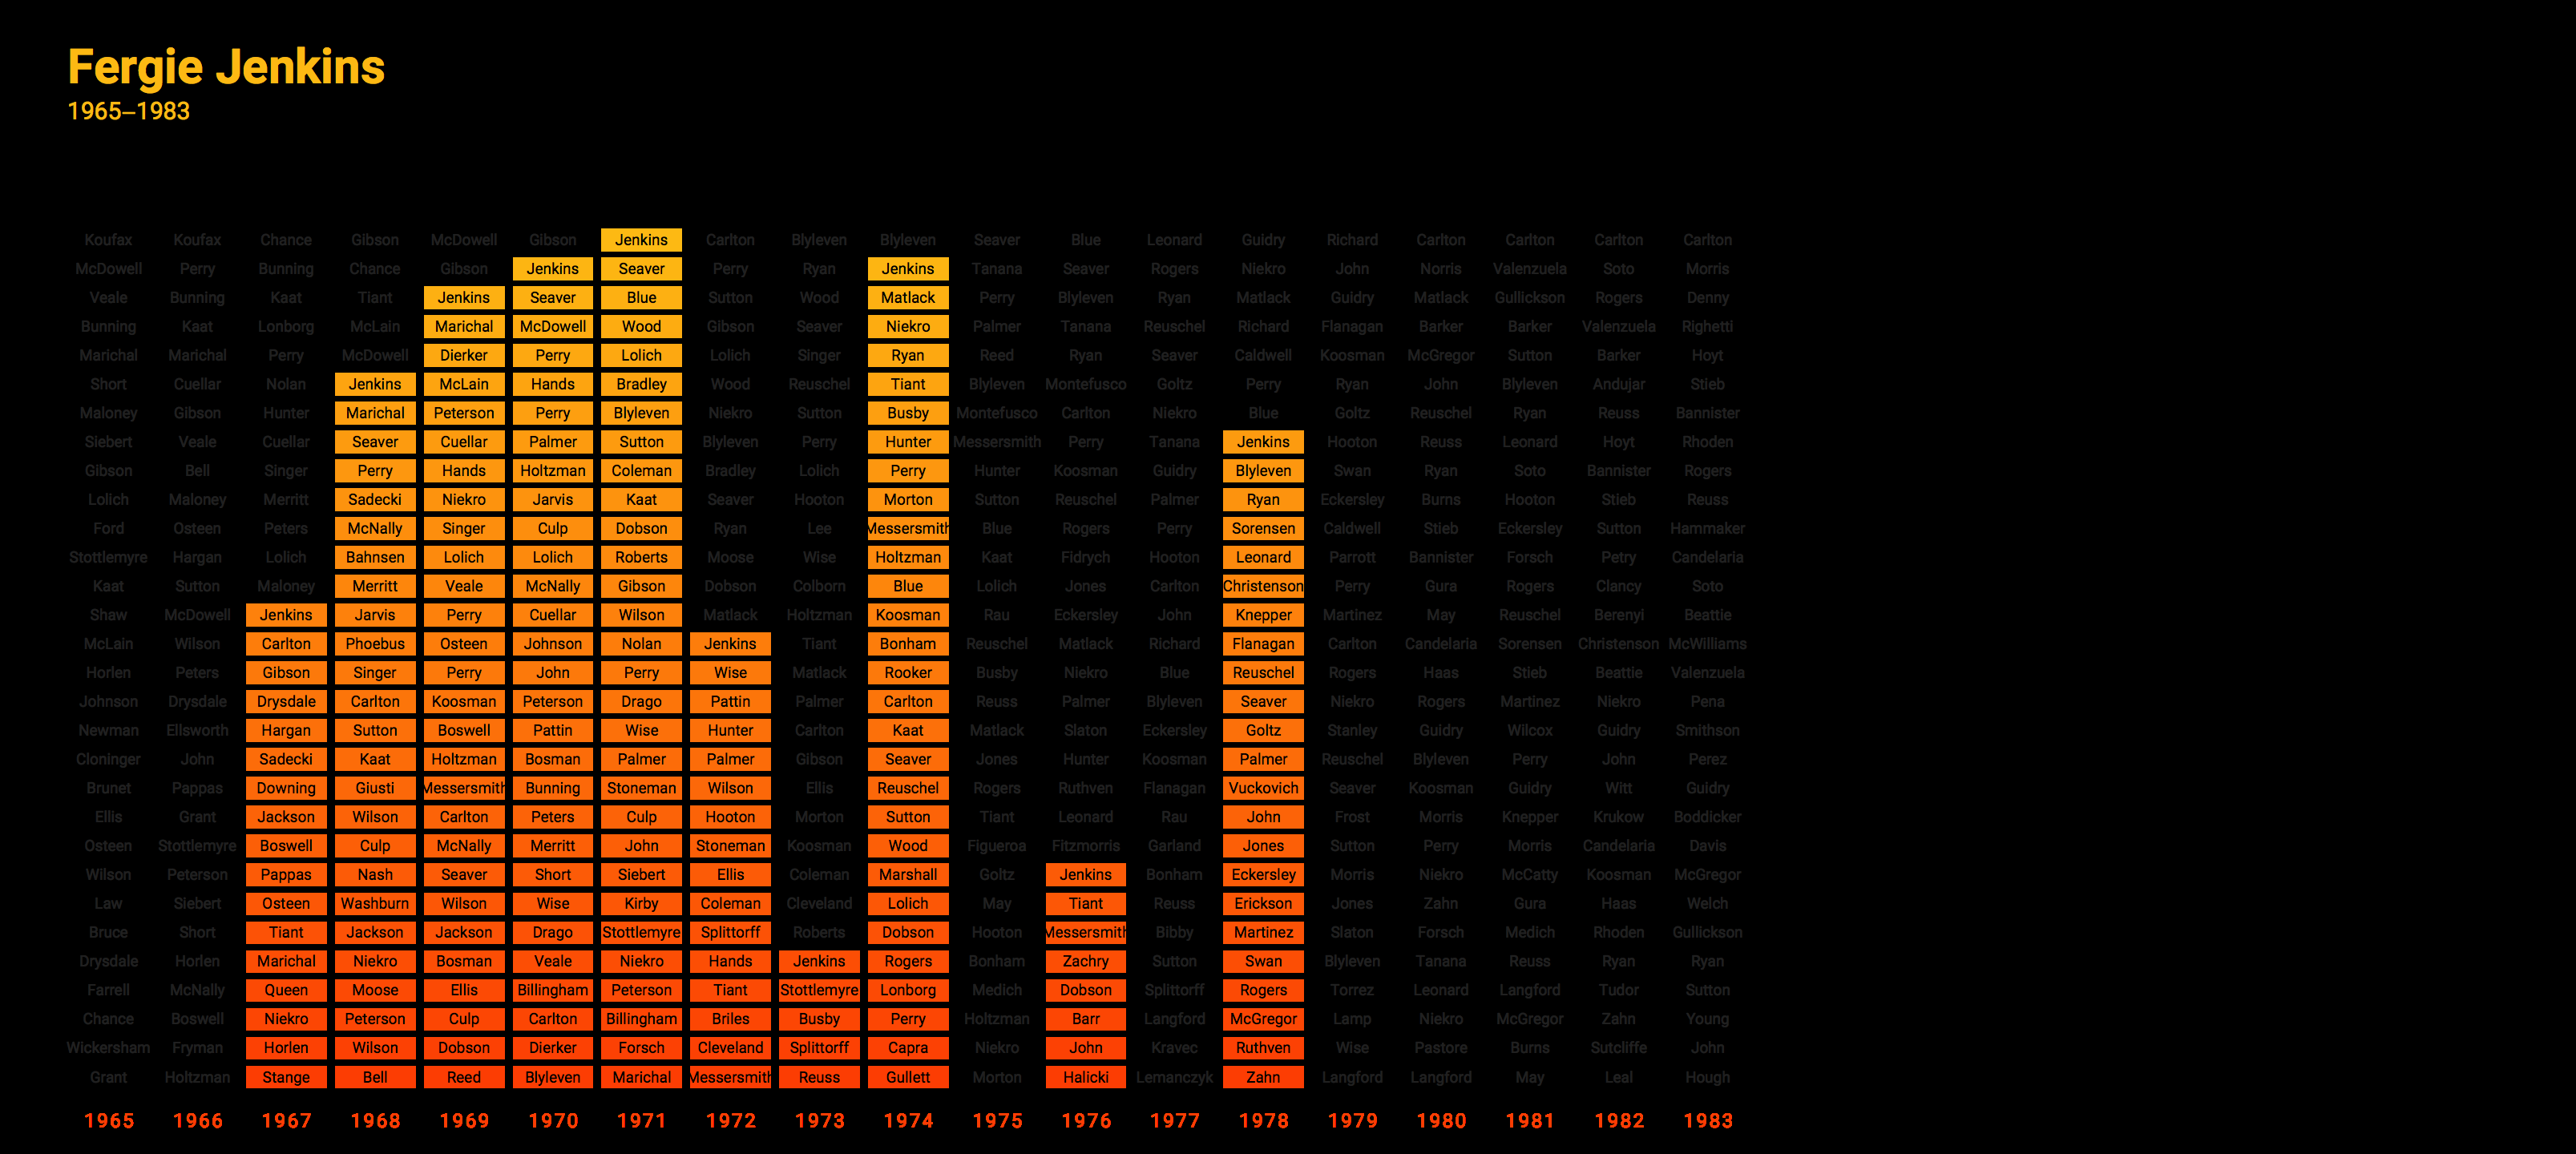 Fergie Jenkins
1965–1983
Koufax Koufax Chance Gibson McDowell Gibson Jenkins Carlton Blyleven Blyleven Seaver Blue Leonard Guidry Richard Carlton Carlton Carlton Carlton
McDowell Perry Bunning Chance Gibson Jenkins Seaver Perry Ryan Jenkins Tanana Seaver Rogers Niekro John Norris Valenzuela Soto Morris
Veale Bunning Kaat Tiant Jenkins Seaver Blue Sutton Wood Matlack Perry Blyleven Ryan Matlack Guidry Matlack Gullickson Rogers Denny
Bunning Kaat Lonborg McLain Marichal McDowell Wood Gibson Seaver Niekro Palmer Tanana Reuschel Richard Flanagan Barker Barker Valenzuela Righetti
Marichal Marichal Perry McDowell Dierker Perry Lolich Lolich Singer Ryan Reed Ryan Seaver Caldwell Koosman McGregor Sutton Barker Hoyt
Short Cuellar Nolan Jenkins McLain Hands Bradley Wood Reuschel Tiant Blyleven Montefusco Goltz Perry Ryan John Blyleven Andujar Stieb
Maloney Gibson Hunter Marichal Peterson Perry Blyleven Niekro Sutton Busby Montefusco Carlton Niekro Blue Goltz Reuschel Ryan Reuss Bannister
Siebert Veale Cuellar Seaver Cuellar Palmer Sutton Blyleven Perry Hunter Messersmith Perry Tanana Jenkins Hooton Reuss Leonard Hoyt Rhoden
Gibson Bell Singer Perry Hands Holtzman Coleman Bradley Lolich Perry Hunter Koosman Guidry Blyleven Swan Ryan Soto Bannister Rogers
Lolich Maloney Merritt Sadecki Niekro Jarvis Kaat Seaver Hooton Morton Sutton Reuschel Palmer Ryan Eckersley Burns Hooton Stieb Reuss
Ford Osteen Peters McNally Singer Culp Dobson Ryan Lee Messersmith Blue Rogers Perry Sorensen Caldwell Stieb Eckersley Sutton Hammaker
Stottlemyre Hargan Lolich Bahnsen Lolich Lolich Roberts Moose Wise Holtzman Kaat Fidrych Hooton Leonard Parrott Bannister Forsch Petry Candelaria
Kaat Sutton Maloney Merritt Veale McNally Gibson Dobson Colborn Blue Lolich Jones Carlton Christenson Perry Gura Rogers Clancy Soto
Shaw McDowell Jenkins Jarvis Perry Cuellar Wilson Matlack Holtzman Koosman Rau Eckersley John Knepper Martinez May Reuschel Berenyi Beattie
McLain Wilson Carlton Phoebus Osteen Johnson Nolan Jenkins Tiant Bonham Reuschel Matlack Richard Flanagan Carlton Candelaria Sorensen Christenson McWilliams
Horlen Peters Gibson Singer Perry John Perry Wise Matlack Rooker Busby Niekro Blue Reuschel Rogers Haas Stieb Beattie Valenzuela
Johnson Drysdale Drysdale Carlton Koosman Peterson Drago Pattin Palmer Carlton Reuss Palmer Blyleven Seaver Niekro Rogers Martinez Niekro Pena
Newman Ellsworth Hargan Sutton Boswell Pattin Wise Hunter Carlton Kaat Matlack Slaton Eckersley Goltz Stanley Guidry Wilcox Guidry Smithson
Cloninger John Sadecki Kaat Holtzman Bosman Palmer Palmer Gibson Seaver Jones Hunter Koosman Palmer Reuschel Blyleven Perry John Perez
Brunet Pappas Downing Giusti Messersmith Bunning Stoneman Wilson Ellis Reuschel Rogers Ruthven Flanagan Vuckovich Seaver Koosman Guidry Witt Guidry
Ellis Grant Jackson Wilson Carlton Peters Culp Hooton Morton Sutton Tiant Leonard Rau John Frost Morris Knepper Krukow Boddicker
Osteen Stottlemyre Boswell Culp McNally Merritt John Stoneman Koosman Wood Figueroa Fitzmorris Garland Jones Sutton Perry Morris Candelaria Davis
Wilson Peterson Pappas Nash Seaver Short Siebert Ellis Coleman Marshall Goltz Jenkins Bonham Eckersley Morris Niekro McCatty Koosman McGregor
Law Siebert Osteen Washburn Wilson Wise Kirby Coleman Cleveland Lolich May Tiant Reuss Erickson Jones Zahn Gura Haas Welch
Bruce Short Tiant Jackson Jackson Drago Stottlemyre Splittorff Roberts Dobson Hooton Messersmith Bibby Martinez Slaton Forsch Medich Rhoden Gullickson
Drysdale Horlen Marichal Niekro Bosman Veale Niekro Hands Jenkins Rogers Bonham Zachry Sutton Swan Blyleven Tanana Reuss Ryan Ryan
Farrell McNally Queen Moose Ellis Billingham Peterson Tiant Stottlemyre Lonborg Medich Dobson Splittorff Rogers Torrez Leonard Langford Tudor Sutton
Chance Boswell Niekro Peterson Culp Carlton Billingham Briles Busby Perry Holtzman Barr Langford McGregor Lamp Niekro McGregor Zahn Young
Wickersham Fryman Horlen Wilson Dobson Dierker Forsch Cleveland Splittorff Capra Niekro John Kravec Ruthven Wise Pastore Burns Sutcliffe John
Grant Holtzman Stange Bell Reed Blyleven Marichal Messersmith Reuss Gullett Morton Halicki Lemanczyk Zahn Langford Langford May Leal Hough
1965 1966 1967 1968 1969 1970 1971 1972 1973 1974 1975 1976 1977 1978 1979 1980 1981 1982 1983